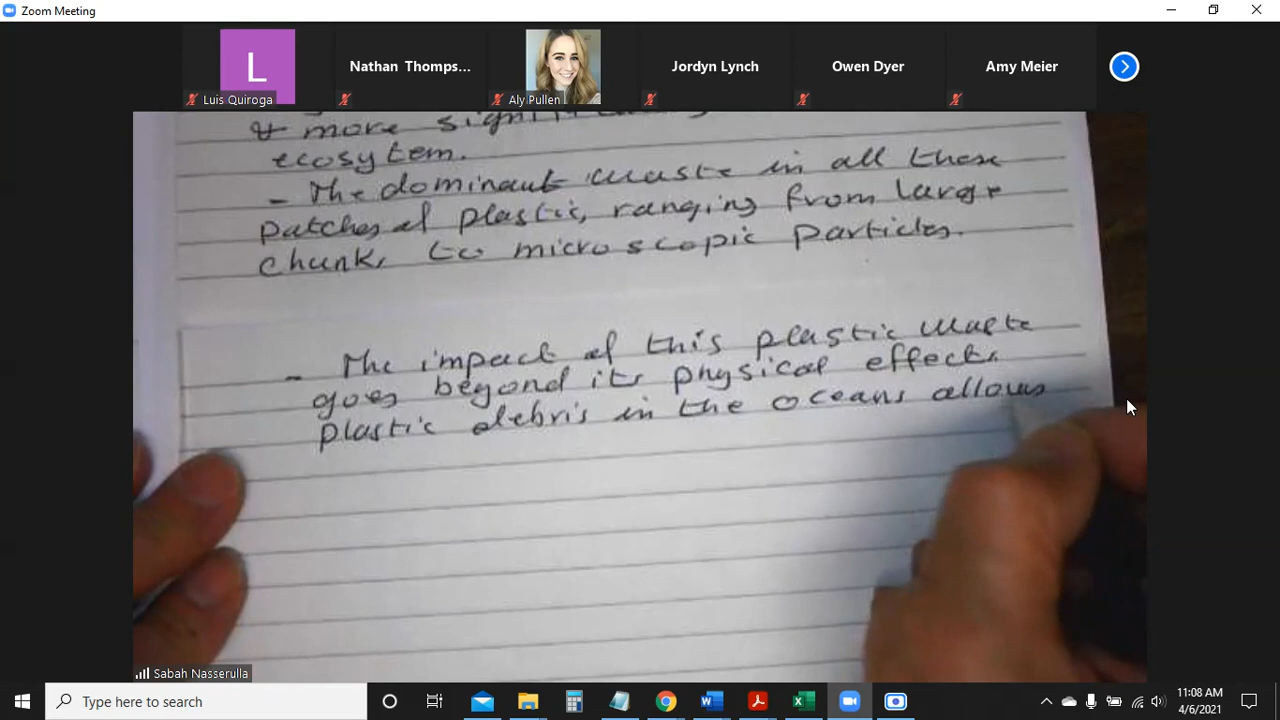 Zoom Meeting
L
Luis Quiroga
Nathan Thomps...
Aly Pullen
Jordyn Lynch
Owen Dyer
Amy Meier
& more
ecosytem.
- The dominant waste in all these
patches of plastic, ranging from large
chunks to microscopic particles.
- The impact of this plastic waste
goes beyond its physical effects
plastic debris in the oceans allows
Sabah Nasserulla
Type here to search
11:08 AM
4/6/2021